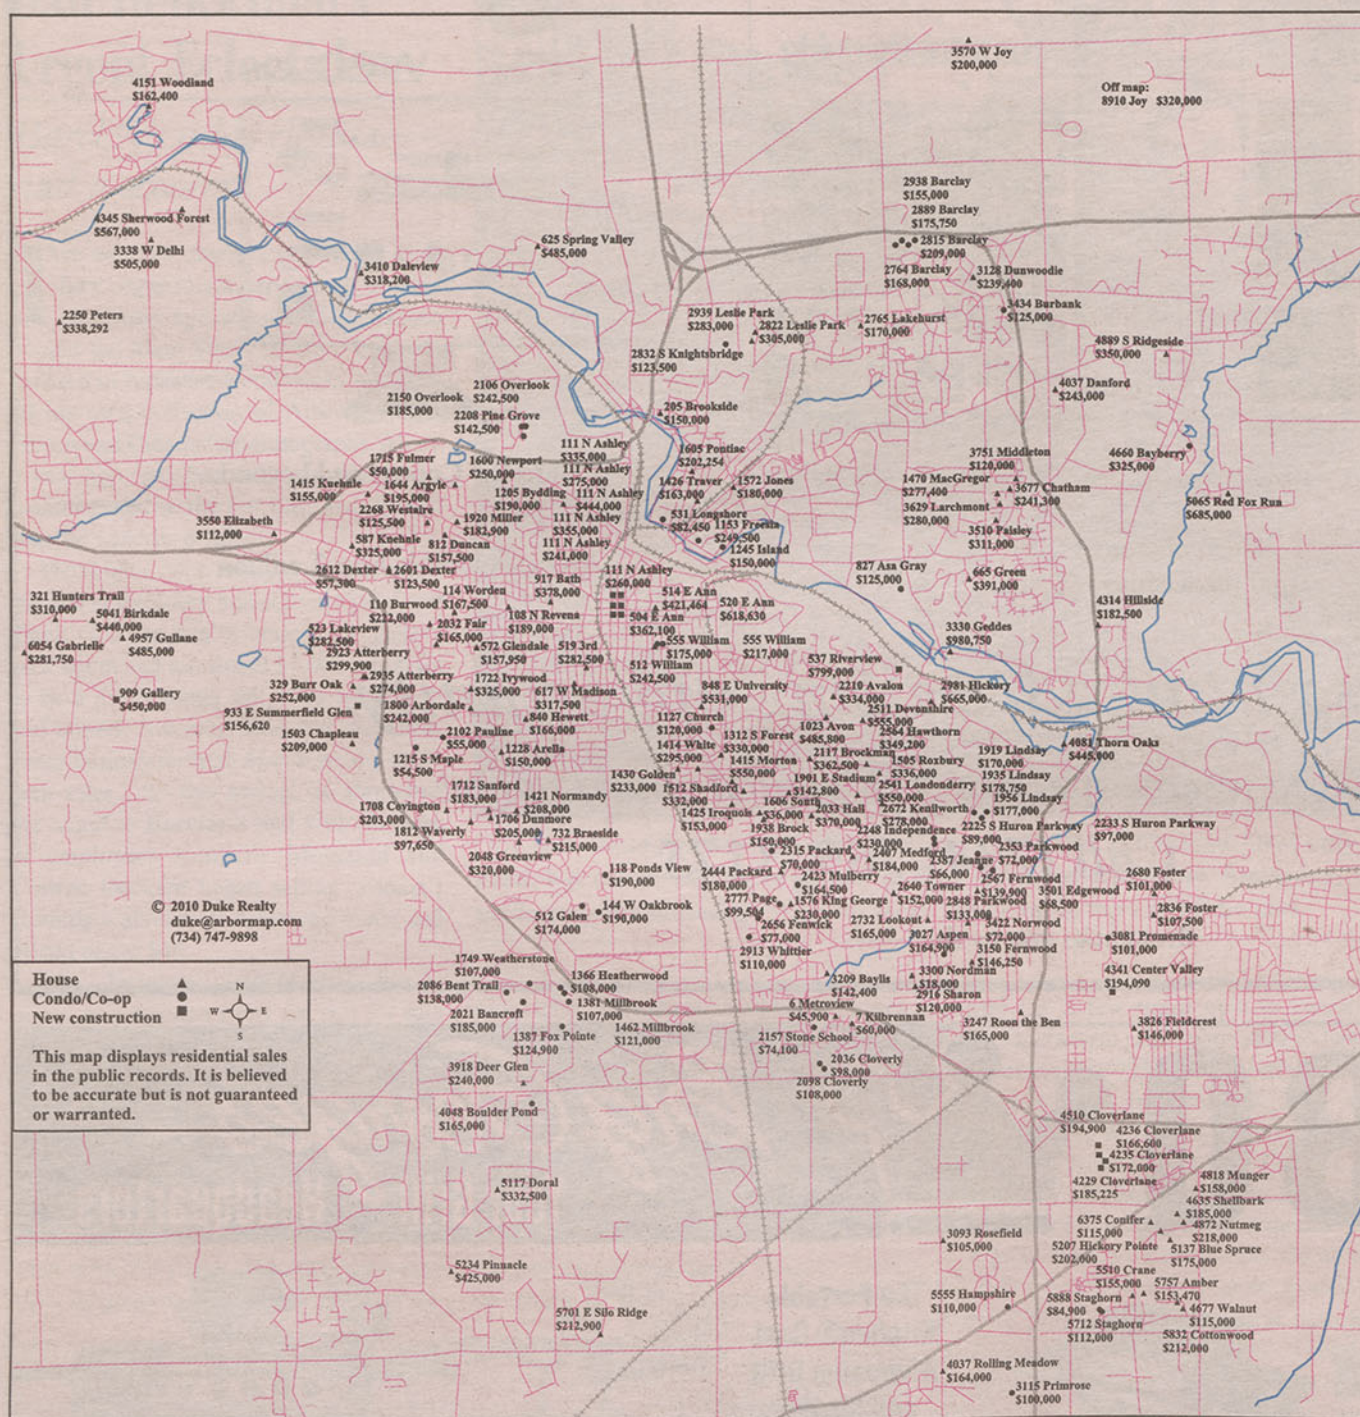 3570 W Joy
$200,000
4151 Woodland
$162,400
Off map:
8910 Joy $320,000
2938 Barclay
$155,000
2889 Barclay
$175,750
2815 Barclay
$209,000
2764 Barclay
$168,000
4345 Sherwood Forest
$567,000
3338 W Delhi
$505,000
625 Spring Valley
$485,000
3410 Daleview
$318,200
3128 Dunwoodie
$239,400
3434 Burbank
$125,000
2250 Peters
$338,292
2939 Leslie Park
$283,000
2822 Leslie Park
$305,000
2765 Lakehurst
$170,000
2832 S Knightsbridge
$123,500
4889 S Ridgeside
$350,000
4037 Danford
$243,000
2106 Overlook
$242,500
2150 Overlook
$185,000
2208 Pine Grove
$142,500
205 Brookside
$150,000
111 N Ashley
$335,000
111 N Ashley
$275,000
111 N Ashley
$444,000
111 N Ashley
$355,000
111 N Ashley
$241,000
111 N Ashley
$260,000
1605 Pontiac
$202,254
3751 Middleton
$120,000
4660 Bayberry
$325,000
1715 Fulmer
$50,000
1600 Newport
$250,000
1415 Kuehnle
$155,000
1644 Argyle
$195,000
1205 Bydding
$190,000
1426 Traver
$163,000
1572 Jones
$180,000
1470 MacGregor
$277,400
3677 Chatham
$241,300
3629 Larchmont
$280,000
5065 Red Fox Run
$685,000
2268 Westaire
$125,500
1920 Miller
$182,900
531 Longshore
$82,450
1153 Freesia
$249,500
3550 Elizabeth
$112,000
587 Kuehnle
$325,000
812 Duncan
$157,500
1245 Island
$150,000
3510 Paisley
$311,000
2612 Dexter
$57,300
2601 Dexter
$123,500
917 Bath
$378,000
827 Asa Gray
$125,000
665 Green
$391,000
321 Hunters Trail
$310,000
5041 Birkdale
$440,000
4957 Gullane
$485,000
6054 Gabrielle
$281,750
110 Burwood
$222,000
114 Worden
$167,500
108 N Revena
$189,000
514 E Ann
$421,464
520 E Ann
$618,630
504 E Ann
$362,100
4314 Hillside
$182,500
523 Lakeview
$282,500
2032 Fair
$165,000
3330 Geddes
$980,750
2923 Atterberry
$299,900
572 Glendale
$157,950
519 3rd
$282,500
555 William
$175,000
555 William
$217,000
512 William
$242,500
537 Riverview
$799,000
909 Gallery
$450,000
329 Burr Oak
$252,000
2935 Atterberry
$274,000
1722 Ivywood
$325,000
617 W Madison
$317,500
848 E University
$531,000
2210 Avalon
$334,000
2981 Hickory
$665,000
933 E Summerfield Glen
$156,620
1800 Arbordale
$242,000
840 Hewett
$166,000
1127 Church
$120,000
2511 Devonshire
$555,000
1503 Chapleau
$209,000
2102 Pauline
$55,000
1228 Arella
$150,000
1312 S Forest
$330,000
1023 Avon
$485,800
2564 Hawthorn
$349,200
1414 White
$295,000
1215 S Maple
$54,500
1415 Morton
$550,000
2117 Brockman
$362,500
1505 Roxbury
$336,000
1919 Lindsay
$170,000
4081 Thorn Oaks
$445,000
1430 Golden
$233,000
1901 E Stadium
$142,800
1935 Lindsay
$178,750
1712 Sanford
$183,000
1421 Normandy
$208,000
1512 Shadford
$332,000
2541 Londonderry
$550,000
1956 Lindsay
$177,000
1708 Covington
$203,000
1706 Dunmore
$205,000
1606 South
$36,000
2033 Hall
$370,000
2672 Kenilworth
$278,000
1425 Iroquois
$153,000
1812 Waverly
$97,650
732 Braeside
$215,000
1938 Brock
$150,000
2248 Independence
$230,000
2225 S Huron Parkway
$89,000
2233 S Huron Parkway
$97,000
2048 Greenview
$320,000
2315 Packard
$70,000
2407 Medford
$184,000
2353 Parkwood
$72,000
2387 Jeanne
$66,000
118 Ponds View
$190,000
2444 Packard
$180,000
2423 Mulberry
$164,500
2567 Fernwood
$139,900
2680 Foster
$101,000
2640 Towner
$152,000
3501 Edgewood
$68,500
2777 Page
$99,504
1576 King George
$230,000
2848 Parkwood
$133,000
© 2010 Duke Realty
duke@arbormap.com
(734) 747-9898
144 W Oakbrook
$190,000
512 Galen
$174,000
2836 Foster
$107,500
2656 Fenwick
$77,000
2732 Lookout
$165,000
3422 Norwood
$72,000
3027 Aspen
$164,900
3081 Promenade
$101,000
2913 Whittier
$110,000
3150 Fernwood
$146,250
1749 Weatherstone
$107,000
3209 Baylis
$142,400
3300 Nordman
$18,000
4341 Center Valley
$194,090
House
Condo/Co-op
New construction
N
W
E
S
This map displays residential sales
in the public records. It is believed
to be accurate but is not guaranteed
or warranted.
2086 Bent Trail
$138,000
1366 Heatherwood
$108,000
1381 Millbrook
$107,000
2916 Sharon
$120,000
2021 Bancroft
$185,000
6 Metroview
$45,900
7 Kilbrennan
$60,000
3247 Roon the Ben
$165,000
3826 Fieldcrest
$146,000
1387 Fox Pointe
$124,900
1462 Millbrook
$121,000
2157 Stone School
$74,100
3918 Deer Glen
$240,000
2036 Cloverly
$98,000
2098 Cloverly
$108,000
4048 Boulder Pond
$165,000
4510 Cloverlane
$194,900
4236 Cloverlane
$166,600
4235 Cloverlane
$172,000
4229 Cloverlane
$185,225
5117 Doral
$332,500
4818 Munger
$158,000
4635 Shellbark
$185,000
6375 Conifer
$115,000
4872 Nutmeg
$218,000
3093 Rosefield
$105,000
5207 Hickory Pointe
$202,000
5137 Blue Spruce
$175,000
5234 Pinnacle
$425,000
5510 Crane
$155,000
5757 Amber
$153,470
5555 Hampshire
$110,000
5888 Staghorn
$84,900
4677 Walnut
$115,000
5701 E Silo Ridge
$212,900
5712 Staghorn
$112,000
5832 Cottonwood
$212,000
4037 Rolling Meadow
$164,000
3115 Primrose
$100,000